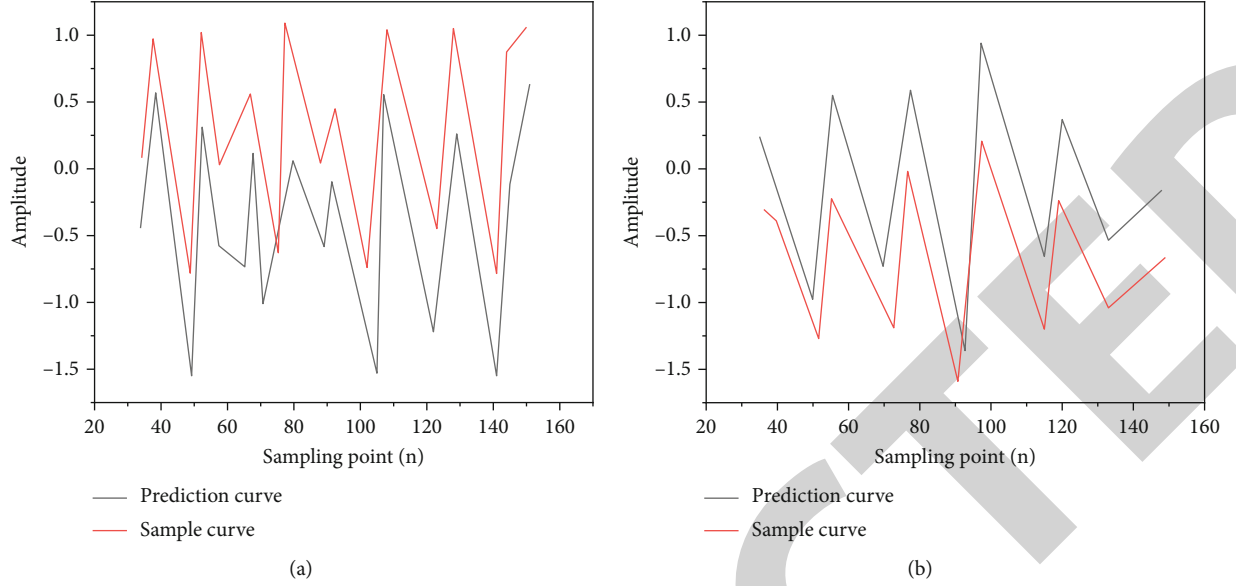 1.0
0.5
0.0
−0.5
−1.0
−1.5
Amplitude
20 40 60 80 100 120 140 160
Sampling point (n)
Prediction curve
Sample curve
(a)
1.0
0.5
0.0
−0.5
−1.0
−1.5
Amplitude
20 40 60 80 100 120 140 160
Sampling point (n)
Prediction curve
Sample curve
(b)
CTED